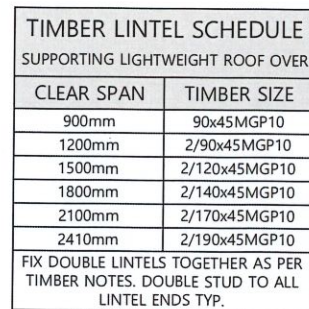 TIMBER LINTEL SCHEDULE
SUPPORTING LIGHTWEIGHT ROOF OVER
CLEAR SPAN TIMBER SIZE
900mm 90x45MGP10
1200mm 2/90x45MGP10
1500mm 2/120x45MGP10
1800mm 2/140x45MGP10
2100mm 2/170x45MGP10
2410mm 2/190x45MGP10
FIX DOUBLE LINTELS TOGETHER AS PER
TIMBER NOTES. DOUBLE STUD TO ALL
LINTEL ENDS TYP.